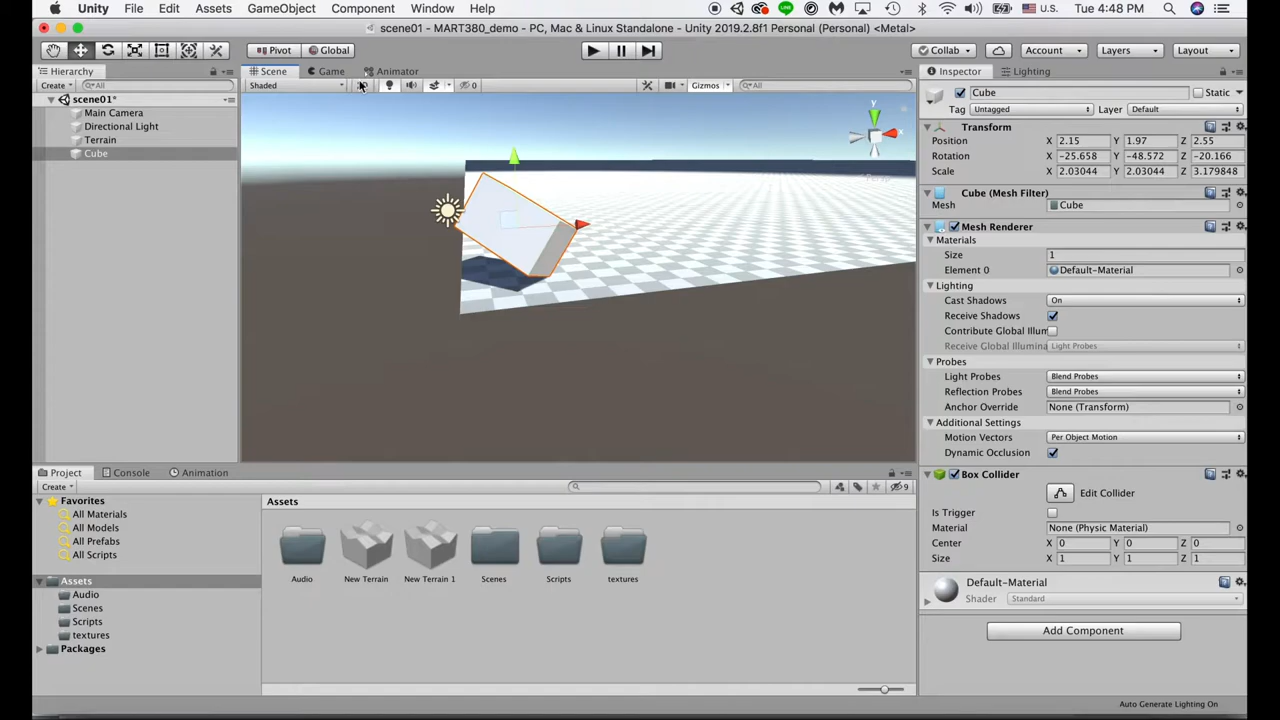 Unity File Edit Assets GameObject Component Window Help U.S. Tue 4:48 PM
scene01 - MART380_demo - PC, Mac & Linux Standalone - Unity 2019.2.8f1 Personal (Personal) <Metal>
Pivot Global Collab Account Layers Layout
Hierarchy
Create All
scene01*
Main Camera
Directional Light
Terrain
Cube
Scene Game Animator
Shaded 0 Gizmos All
y
x
Persp
Inspector Lighting
Cube Static
Tag Untagged Layer Default
Transform
Position X 2.15 Y 1.97 Z 2.55
Rotation X -25.658 Y -48.572 Z -20.166
Scale X 2.03044 Y 2.03044 Z 3.179848
Cube (Mesh Filter)
Mesh Cube
Mesh Renderer
Materials
Size 1
Element 0 Default-Material
Lighting
Cast Shadows On
Receive Shadows
Contribute Global Illum
Receive Global Illumina Light Probes
Probes
Light Probes Blend Probes
Reflection Probes Blend Probes
Anchor Override None (Transform)
Additional Settings
Motion Vectors Per Object Motion
Dynamic Occlusion
Box Collider
Edit Collider
Is Trigger
Material None (Physic Material)
Center X 0 Y 0 Z 0
Size X 1 Y 1 Z 1
Default-Material
Shader Standard
Add Component
Project Console Animation
Create 9
Favorites
All Materials
All Models
All Prefabs
All Scripts
Assets
Audio
Scenes
Scripts
textures
Packages
Assets
Audio New Terrain New Terrain 1 Scenes Scripts textures
Auto Generate Lighting On